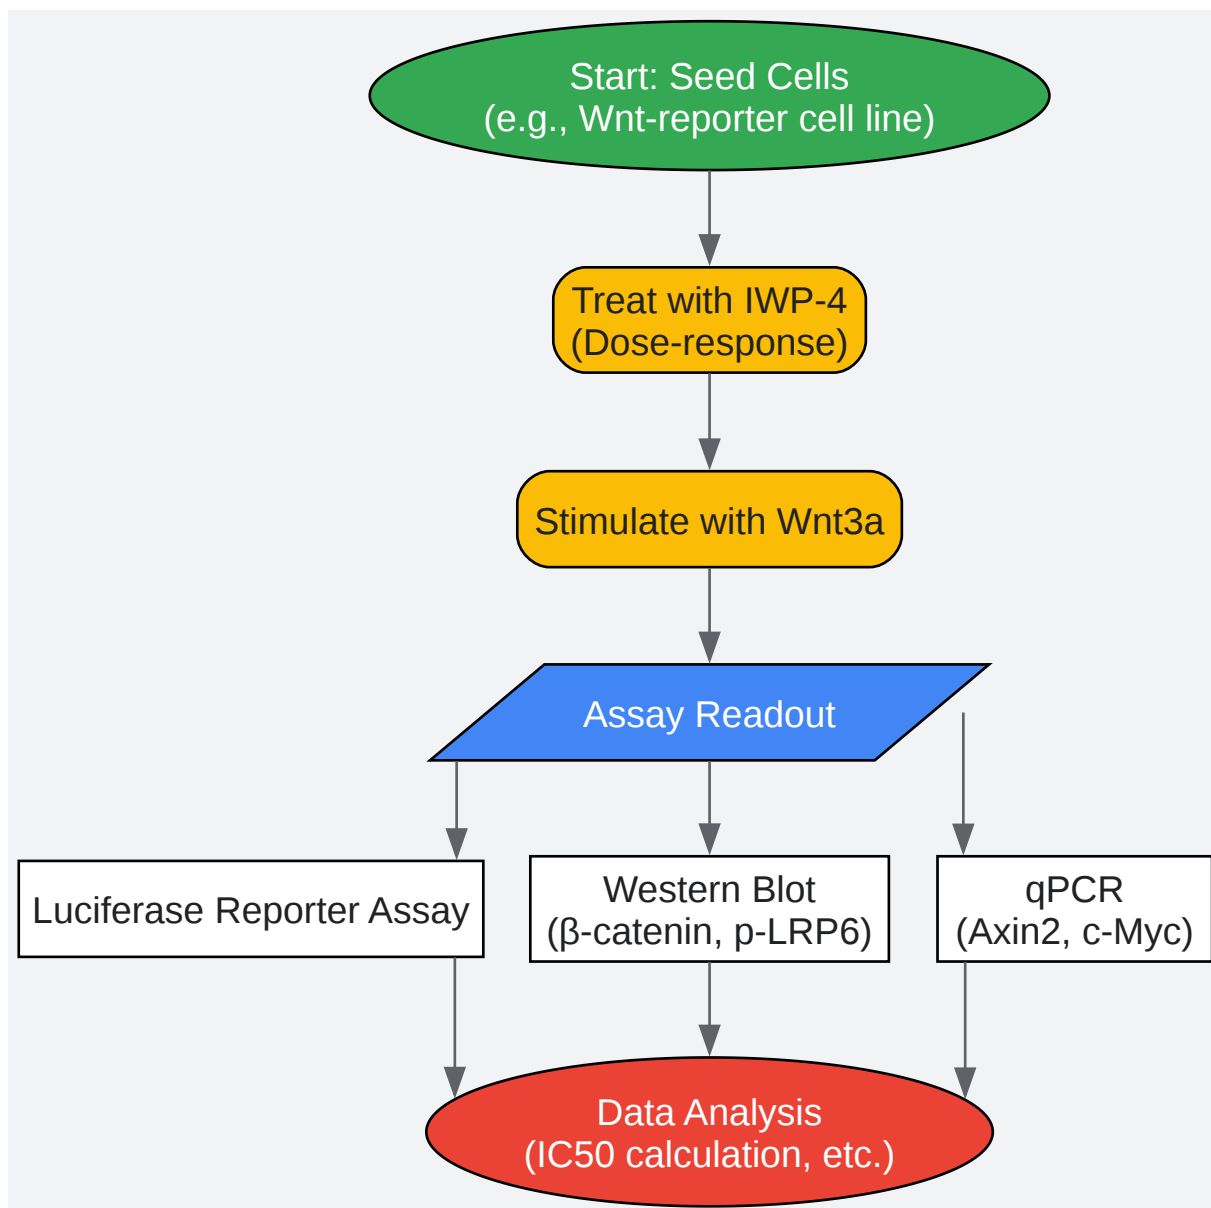 Start: Seed Cells
(e.g., Wnt-reporter cell line)
Treat with IWP-4
(Dose-response)
Stimulate with Wnt3a
Assay Readout
Luciferase Reporter Assay
Western Blot
(β-catenin, p-LRP6)
qPCR
(Axin2, c-Myc)
Data Analysis
(IC50 calculation, etc.)